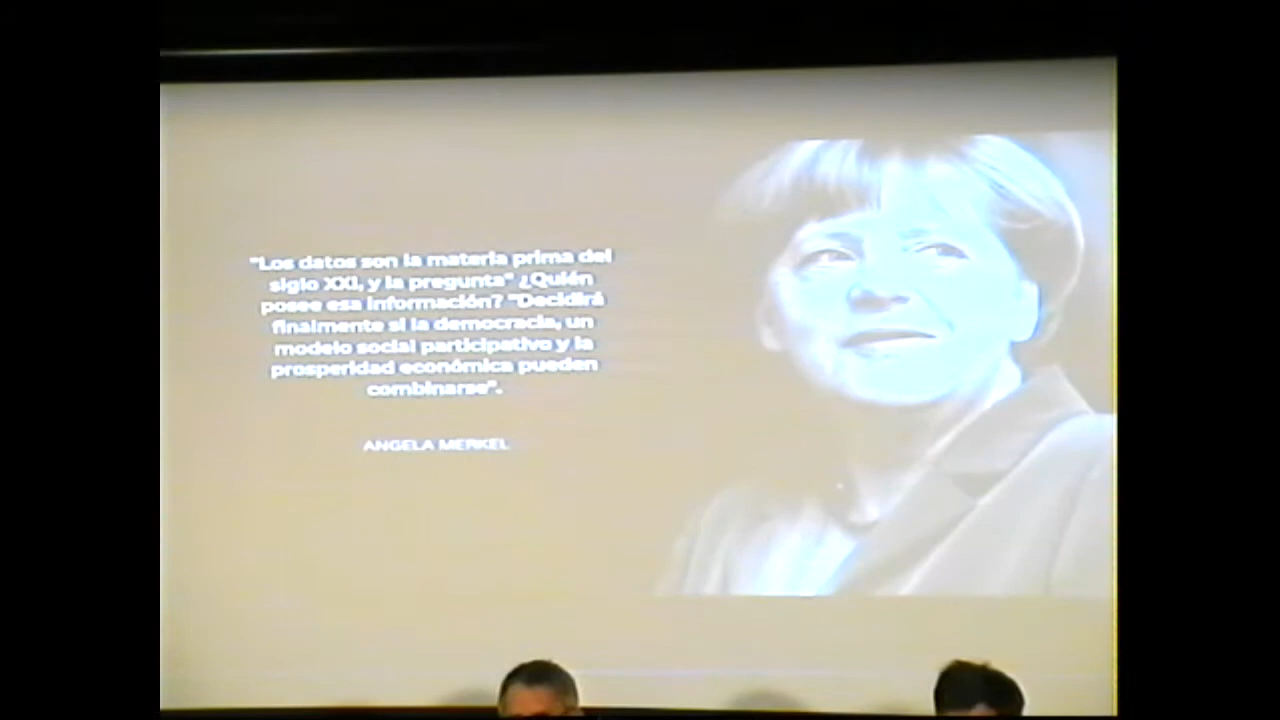 "Los datos son la materia prima del
siglo XXI, y la pregunta" ¿Quién
posee esa información? "Decidirá
finalmente si la democracia, un
modelo social participativo y la
prosperidad económica pueden
combinarse".
ANGELA MERKEL